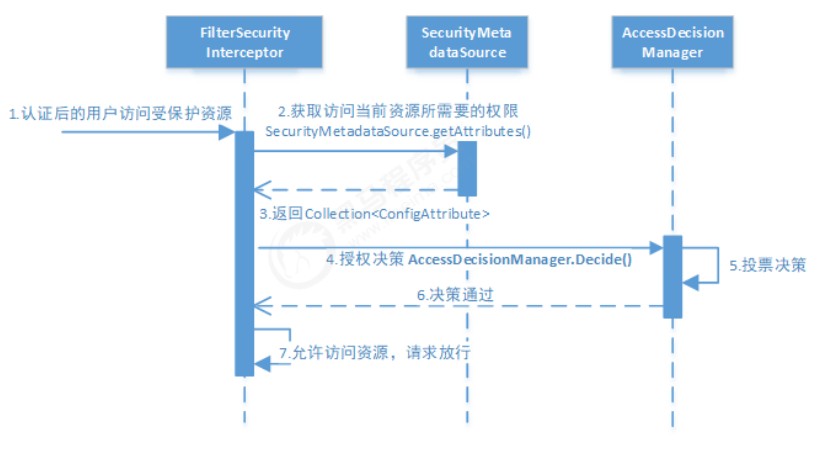 FilterSecurity
Interceptor
SecurityMeta
dataSource
AccessDecision
Manager
1.认证后的用户访问受保护资源
2.获取访问当前资源所需要的权限
SecurityMetadataSource.getAttributes()
3.返回Collection<ConfigAttribute>
4.授权决策 AccessDecisionManager.Decide()
5.投票决策
6.决策通过
7.允许访问资源，请求放行